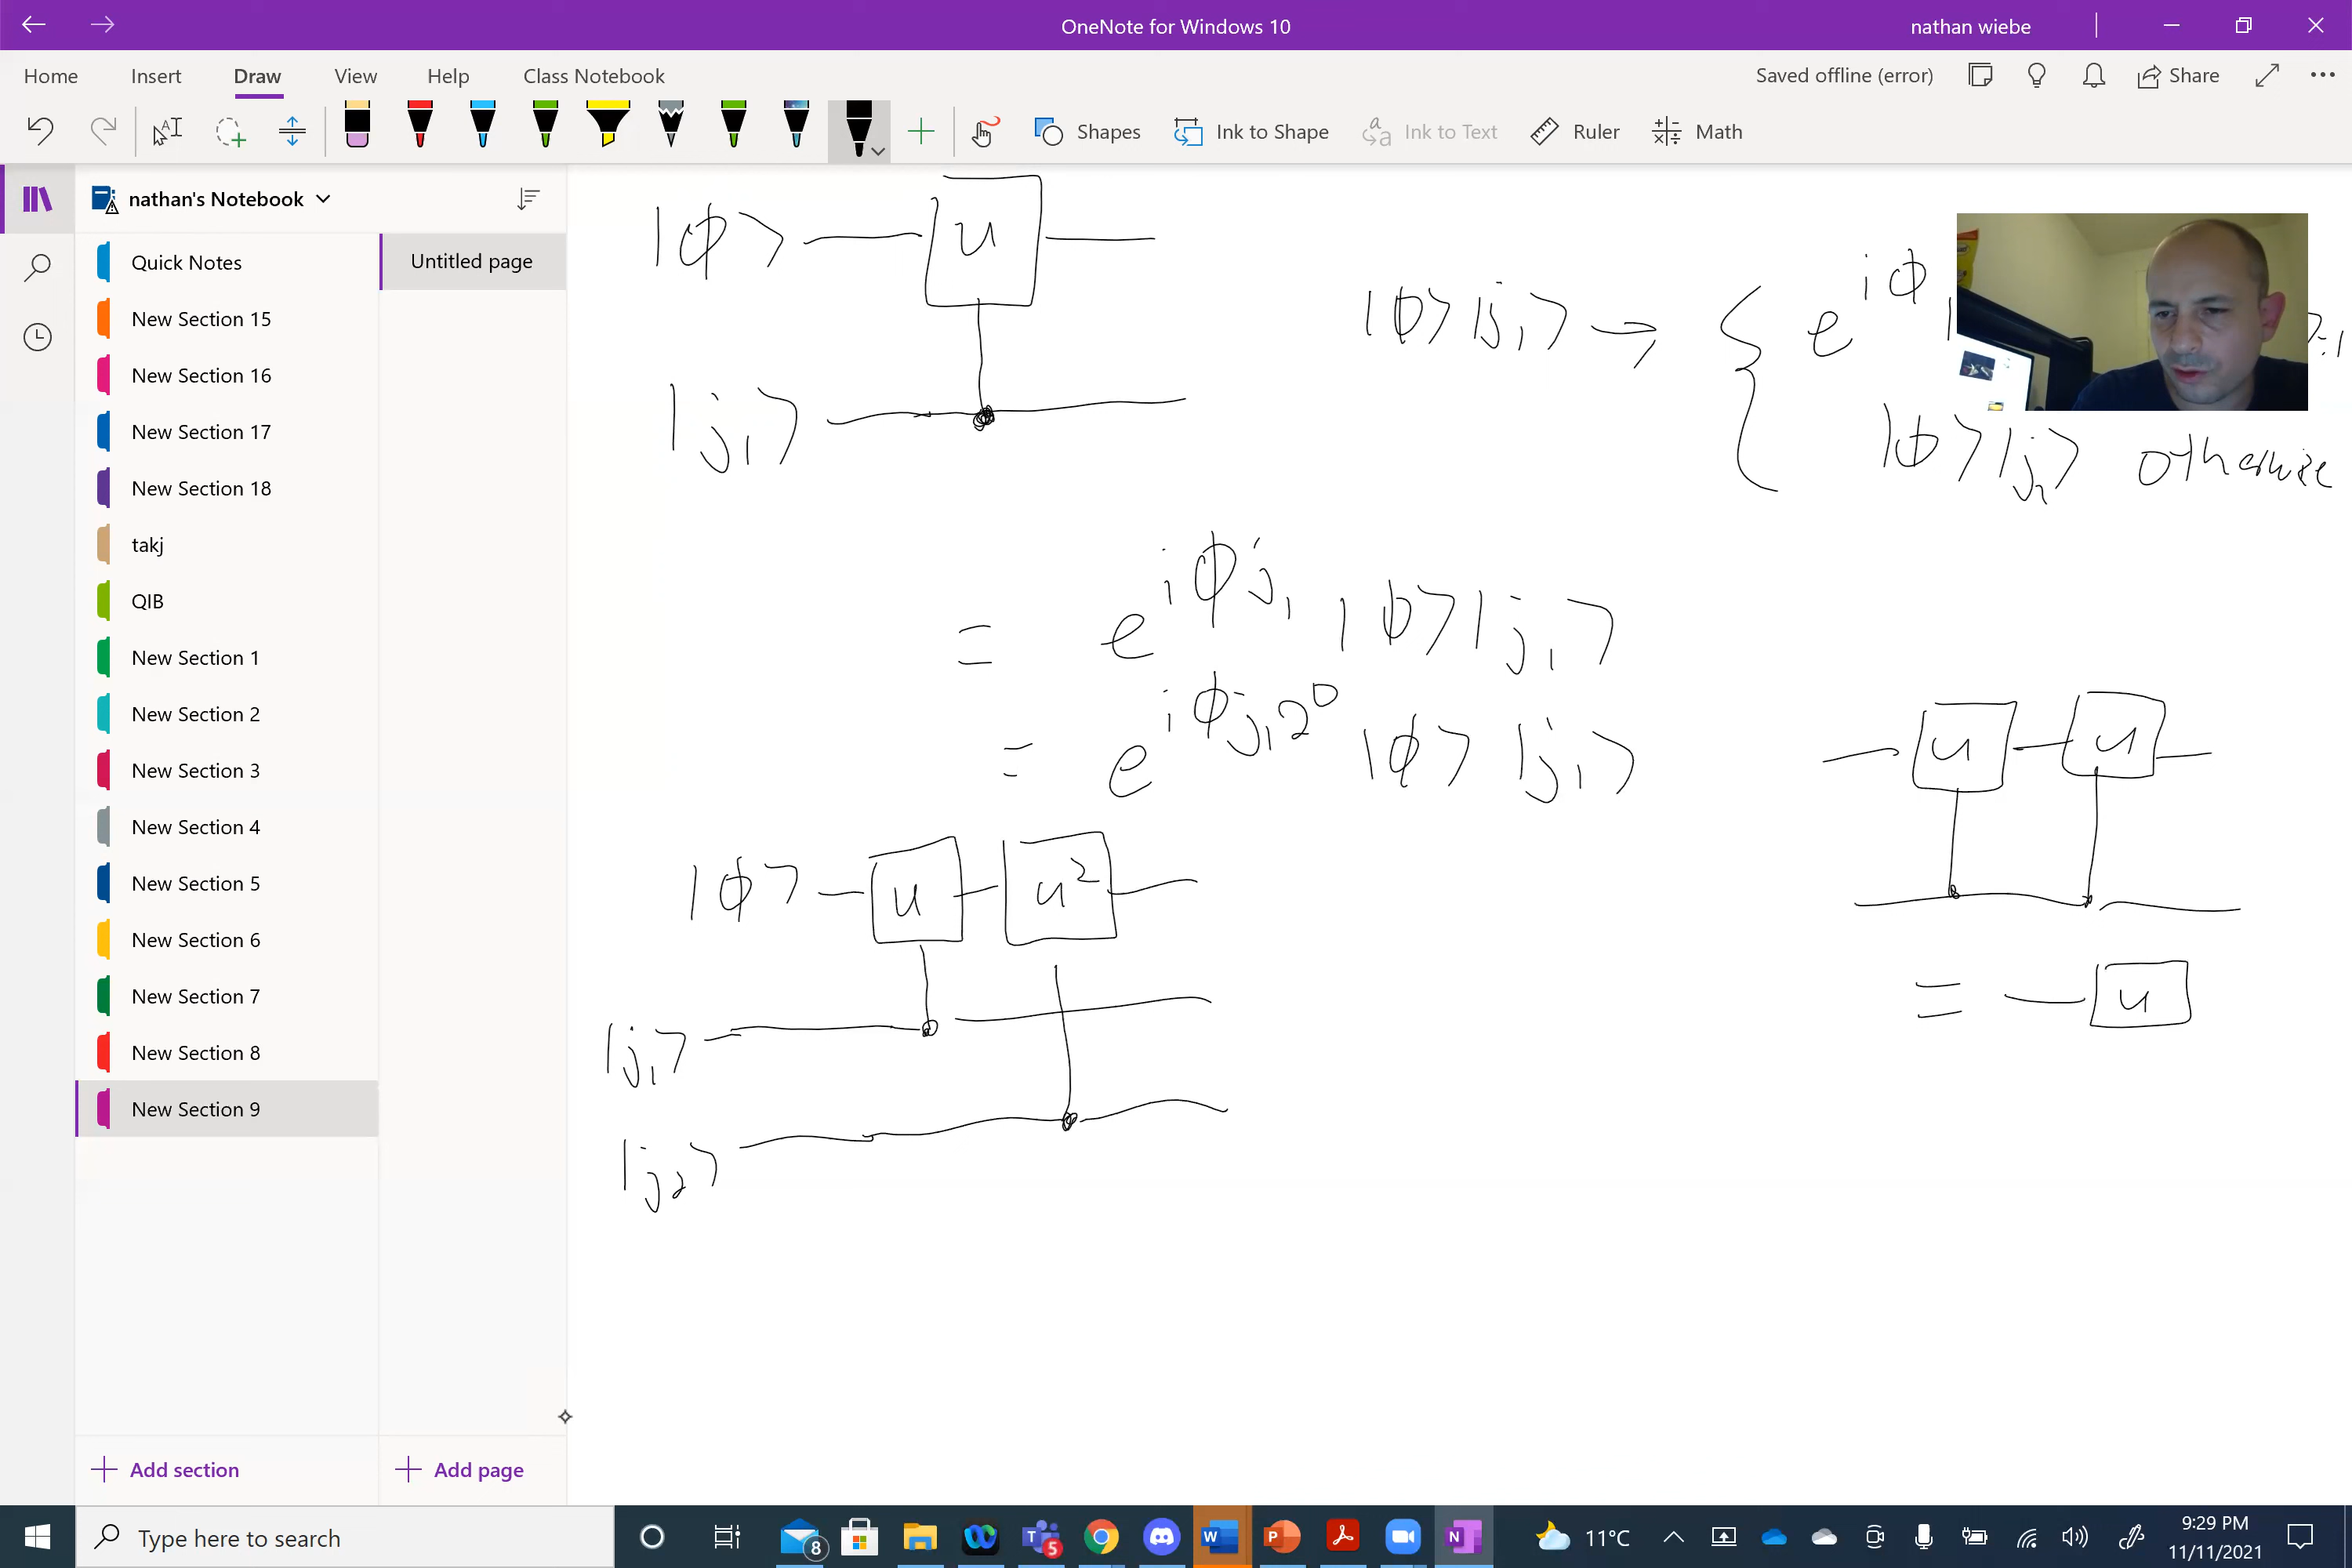 OneNote for Windows 10
nathan wiebe
Home Insert Draw View Help Class Notebook
Saved offline (error) Share
Shapes Ink to Shape Ink to Text Ruler Math
nathan's Notebook
Quick Notes
New Section 15
New Section 16
New Section 17
New Section 18
takj
QIB
New Section 1
New Section 2
New Section 3
New Section 4
New Section 5
New Section 6
New Section 7
New Section 8
New Section 9
Add section
Untitled page
Add page
|ϕ> u
|j₁>
|ϕ>|j₁> → { e^{iϕ}
|ϕ>|j₁> otherwise
= e^{iϕj₁} |ϕ>|j₁>
= e^{iϕj₁2⁰} |ϕ>|j₁>
|ϕ> u u²
|j₁>
|j₂>
u u
= u
Type here to search
8
5
11°C
9:29 PM
11/11/2021